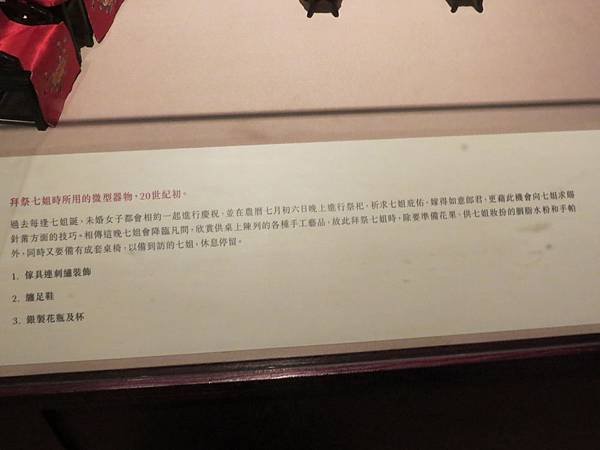 拜祭七姐時所用的微型器物，20世紀初。
過去每逢七姐誕，未婚女子都會相約一起進行慶祝，並在農曆七月初六日晚上進行祭祀，祈求七姐庇佑，嫁得如意郎君，更藉此機會向七姐求賜
針黹方面的技巧。相傳這晚七姐會降臨凡間，欣賞供桌上陳列的各種手工藝品，故此拜祭七姐時，除要準備花果、供七姐妝扮的胭脂水粉和手帕
外，同時又要備有成套桌椅，以備到訪的七姐，休息停留。
1. 傢具連刺繡裝飾
2. 纏足鞋
3. 銀製花瓶及杯